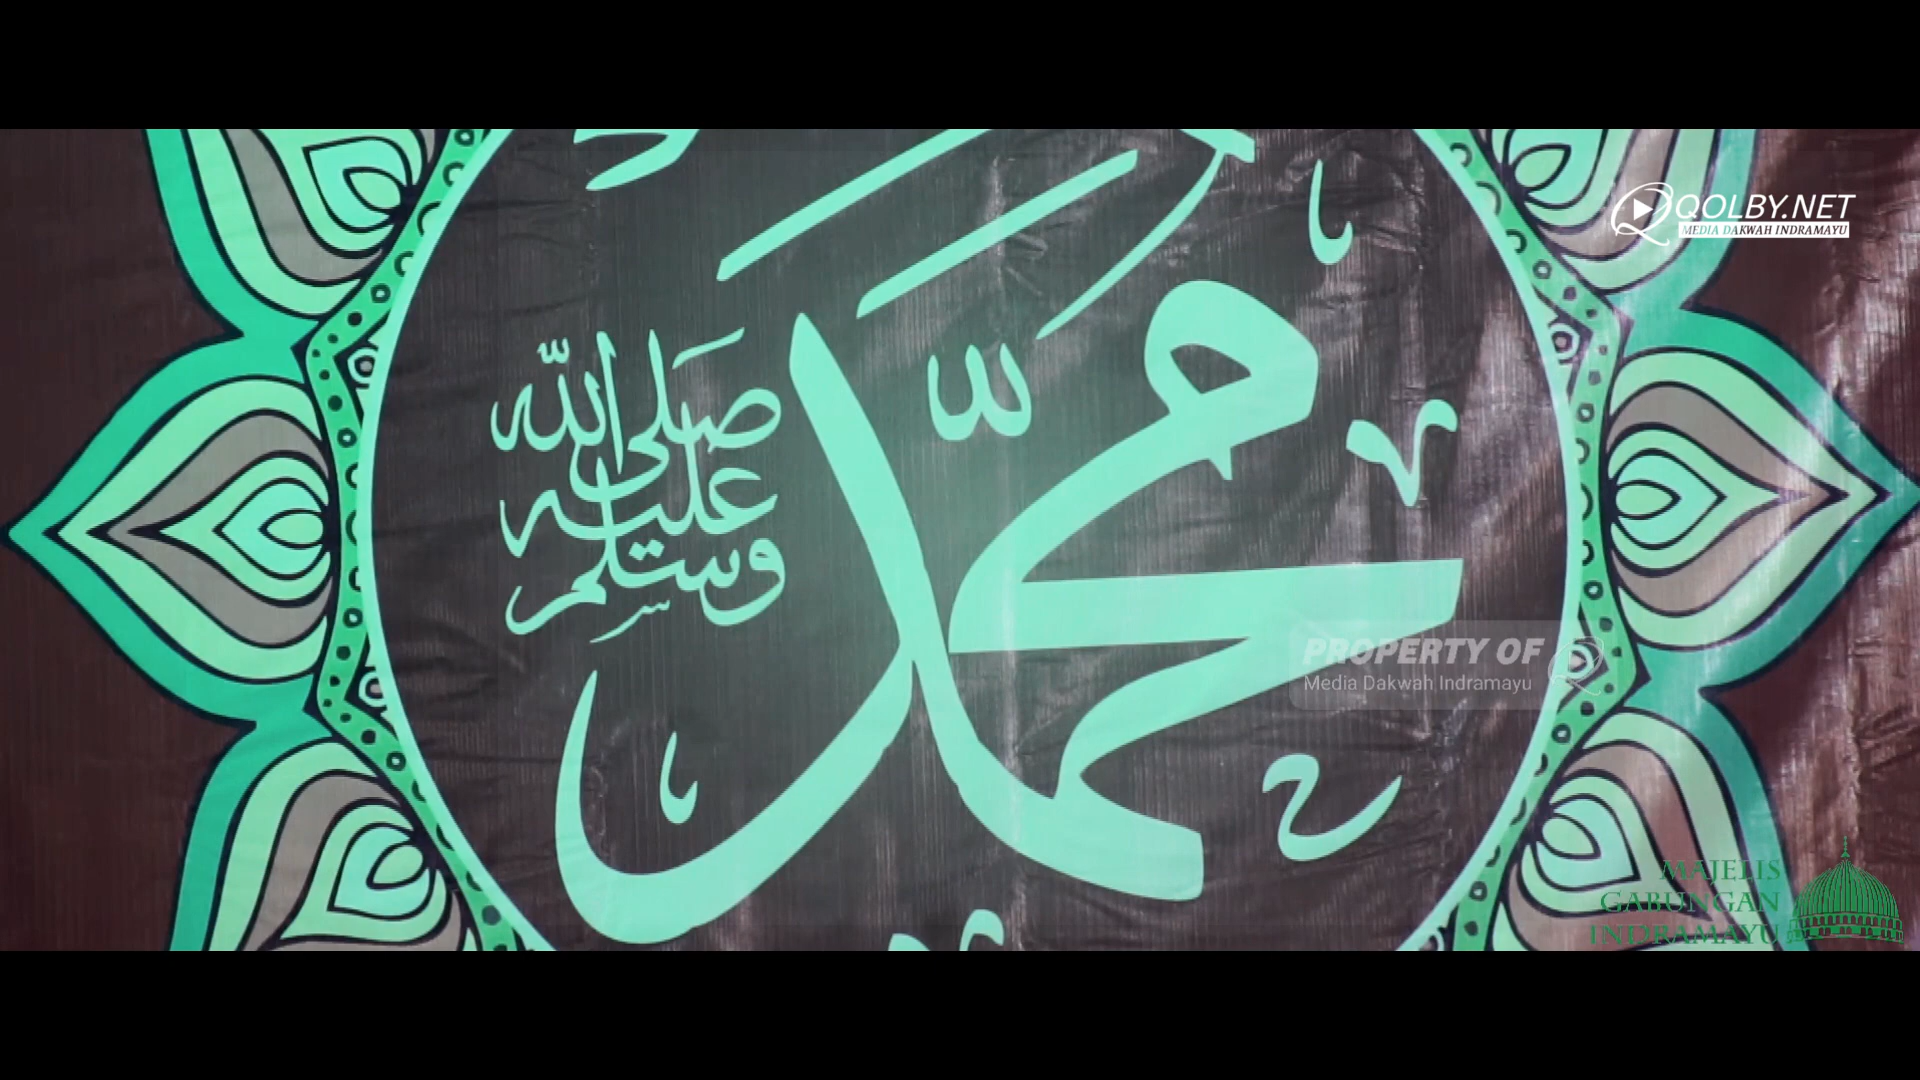 QOLBY.NET
MEDIA DAKWAH INDRAMAYU
محمد
صلى الله
عليه
وسلم
PROPERTY OF
Media Dakwah Indramayu
MAJELIS
GABUNGAN
INDRAMAYU